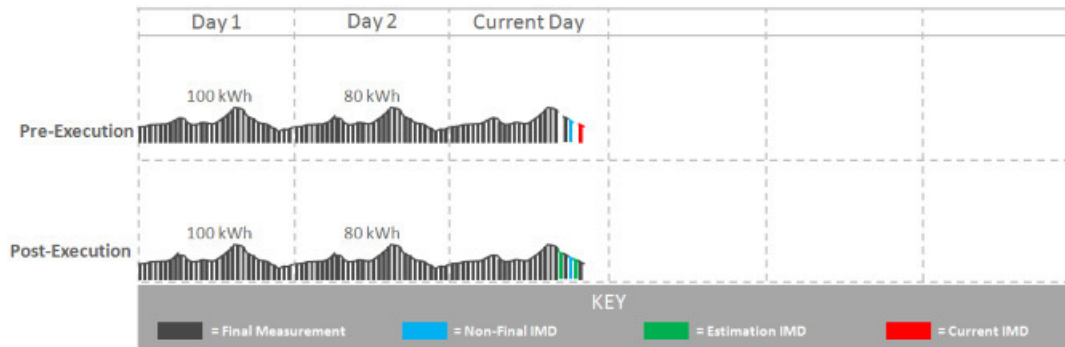 Day 1 Day 2 Current Day
100 kWh 80 kWh
Pre-Execution
100 kWh 80 kWh
Post-Execution
KEY
= Final Measurement = Non-Final IMD = Estimation IMD = Current IMD